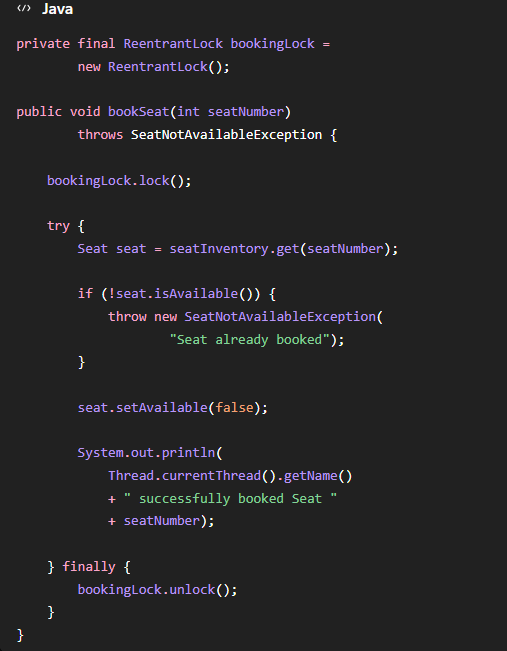 </> Java
private final ReentrantLock bookingLock =
        new ReentrantLock();

public void bookSeat(int seatNumber)
        throws SeatNotAvailableException {

    bookingLock.lock();

    try {
        Seat seat = seatInventory.get(seatNumber);

        if (!seat.isAvailable()) {
            throw new SeatNotAvailableException(
                    "Seat already booked");
        }

        seat.setAvailable(false);

        System.out.println(
            Thread.currentThread().getName()
            + " successfully booked Seat "
            + seatNumber);

    } finally {
        bookingLock.unlock();
    }
}